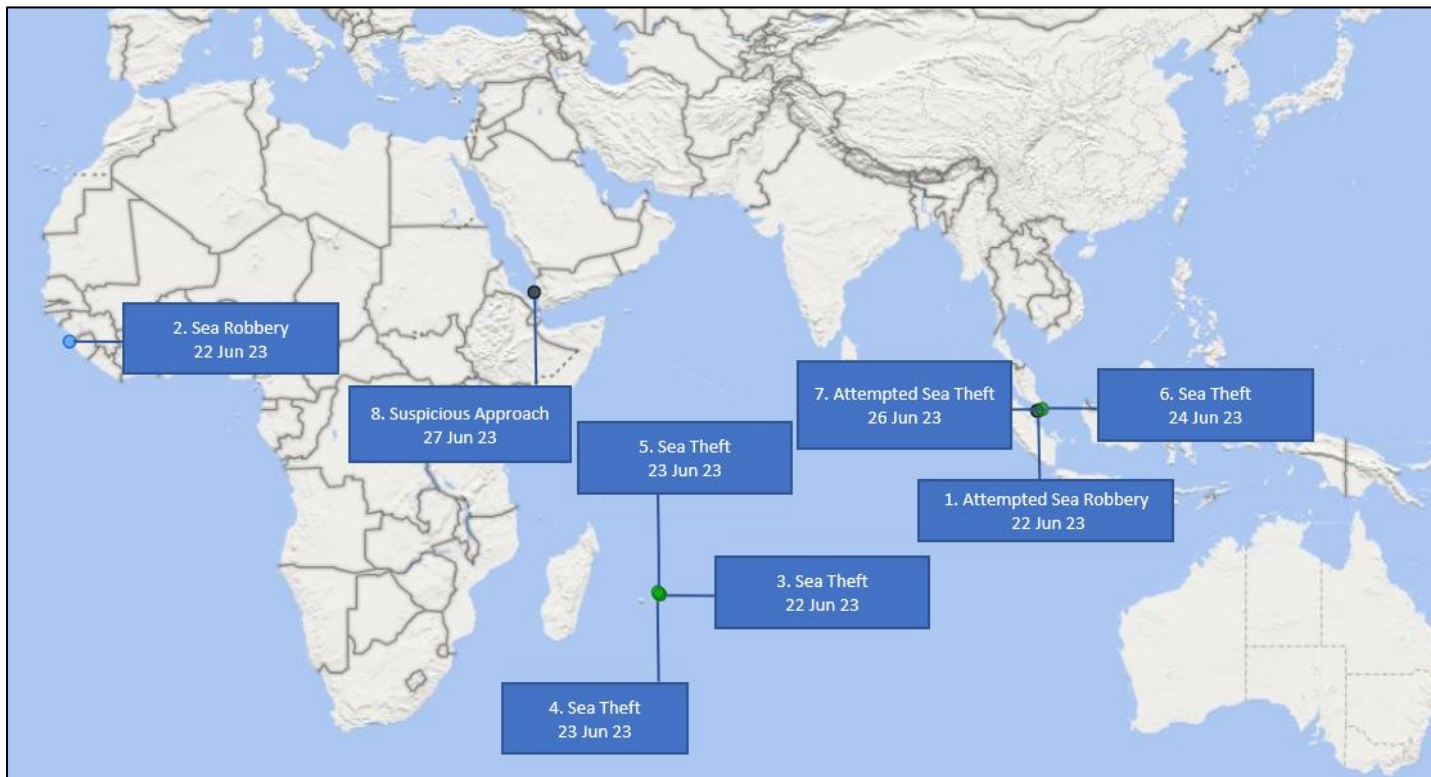 2. Sea Robbery
22 Jun 23
8. Suspicious Approach
27 Jun 23
7. Attempted Sea Theft
26 Jun 23
6. Sea Theft
24 Jun 23
5. Sea Theft
23 Jun 23
1. Attempted Sea Robbery
22 Jun 23
3. Sea Theft
22 Jun 23
4. Sea Theft
23 Jun 23